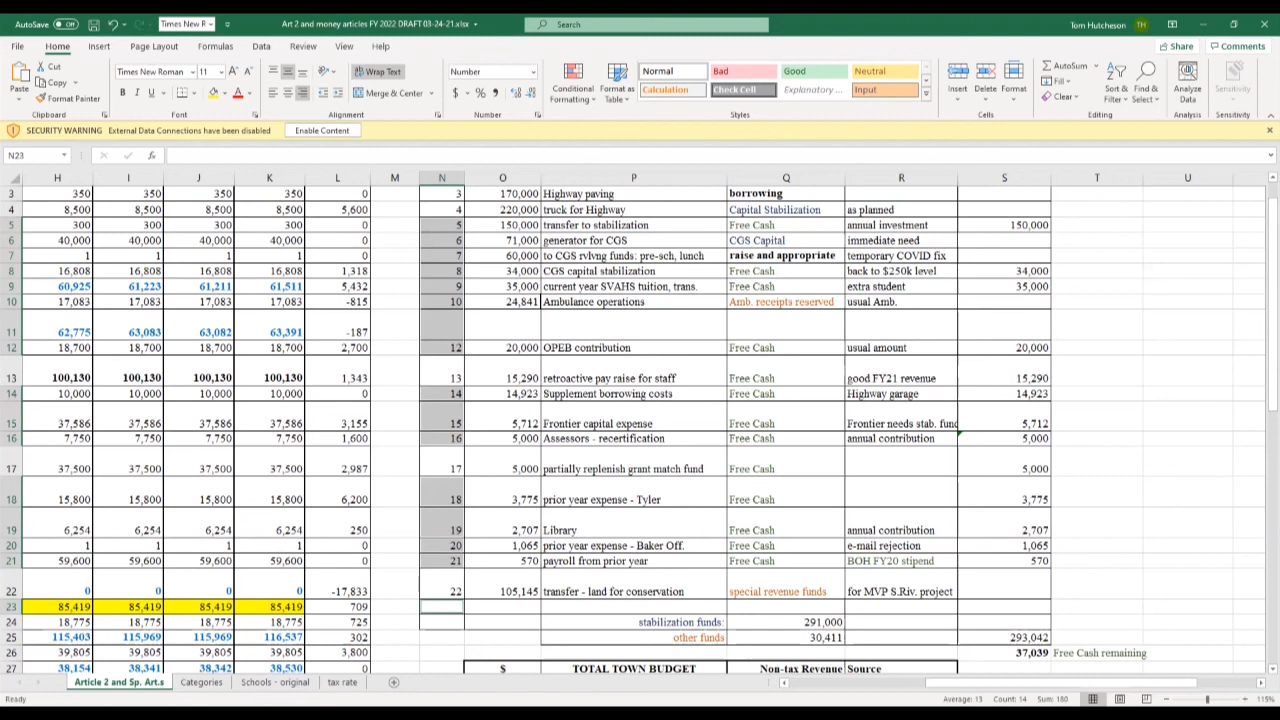 AutoSave Off Times New R Art 2 and money articles FY 2022 DRAFT 03-24-21.xlsx Search Tom Hutcheson TH
File Home Insert Page Layout Formulas Data Review View Help Share Comments
Paste Cut Copy Format Painter Times New Roman 11 A A B I U A Wrap Text Merge & Center Number $ % 9 Conditional Formatting Format as Table Normal Bad Good Neutral Calculation Check Cell Explanatory ... Input Insert Delete Format AutoSum Fill Clear Sort & Filter Find & Select Analyze Data Sensitivity
Clipboard Font Alignment Number Styles Cells Editing Analysis Sensitivity
SECURITY WARNING External Data Connections have been disabled Enable Content
N23 fx
H I J K L M N O P Q R S T U
3 350 350 350 350 0 3 170,000 Highway paving borrowing
4 8,500 8,500 8,500 8,500 5,600 4 220,000 truck for Highway Capital Stabilization as planned
5 300 300 300 300 0 5 150,000 transfer to stabilization Free Cash annual investment 150,000
6 40,000 40,000 40,000 40,000 0 6 71,000 generator for CGS CGS Capital immediate need
7 1 1 1 1 0 7 60,000 to CGS rvlvng funds: pre-sch, lunch raise and appropriate temporary COVID fix
8 16,808 16,808 16,808 16,808 1,318 8 34,000 CGS capital stabilization Free Cash back to $250k level 34,000
9 60,925 61,223 61,211 61,511 5,432 9 35,000 current year SVAHS tuition, trans. Free Cash extra student 35,000
10 17,083 17,083 17,083 17,083 -815 10 24,841 Ambulance operations Amb. receipts reserved usual Amb.
11 62,775 63,083 63,082 63,391 -187
12 18,700 18,700 18,700 18,700 2,700 12 20,000 OPEB contribution Free Cash usual amount 20,000
13 100,130 100,130 100,130 100,130 1,343 13 15,290 retroactive pay raise for staff Free Cash good FY21 revenue 15,290
14 10,000 10,000 10,000 10,000 0 14 14,923 Supplement borrowing costs Free Cash Highway garage 14,923
15 37,586 37,586 37,586 37,586 3,155 15 5,712 Frontier capital expense Free Cash Frontier needs stab. func 5,712
16 7,750 7,750 7,750 7,750 1,600 16 5,000 Assessors - recertification Free Cash annual contribution 5,000
17 37,500 37,500 37,500 37,500 2,987 17 5,000 partially replenish grant match fund Free Cash 5,000
18 15,800 15,800 15,800 15,800 6,200 18 3,775 prior year expense - Tyler Free Cash 3,775
19 6,254 6,254 6,254 6,254 250 19 2,707 Library Free Cash annual contribution 2,707
20 1 1 1 1 0 20 1,065 prior year expense - Baker Off. Free Cash e-mail rejection 1,065
21 59,600 59,600 59,600 59,600 0 21 570 payroll from prior year Free Cash BOH FY20 stipend 570
22 0 0 0 0 -17,833 22 105,145 transfer - land for conservation special revenue funds for MVP S.Riv. project
23 85,419 85,419 85,419 85,419 709
24 18,775 18,775 18,775 18,775 725 stabilization funds: 291,000
25 115,403 115,969 115,969 116,537 302 other funds 30,411 293,042
26 39,805 39,805 39,805 39,805 3,800 37,039 Free Cash remaining
27 38,154 38,341 38,342 38,530 0 $ TOTAL TOWN BUDGET Non-tax Revenue Source
Article 2 and Sp. Art.s Categories Schools - original tax rate
Ready Average: 13 Count: 14 Sum: 180 115%